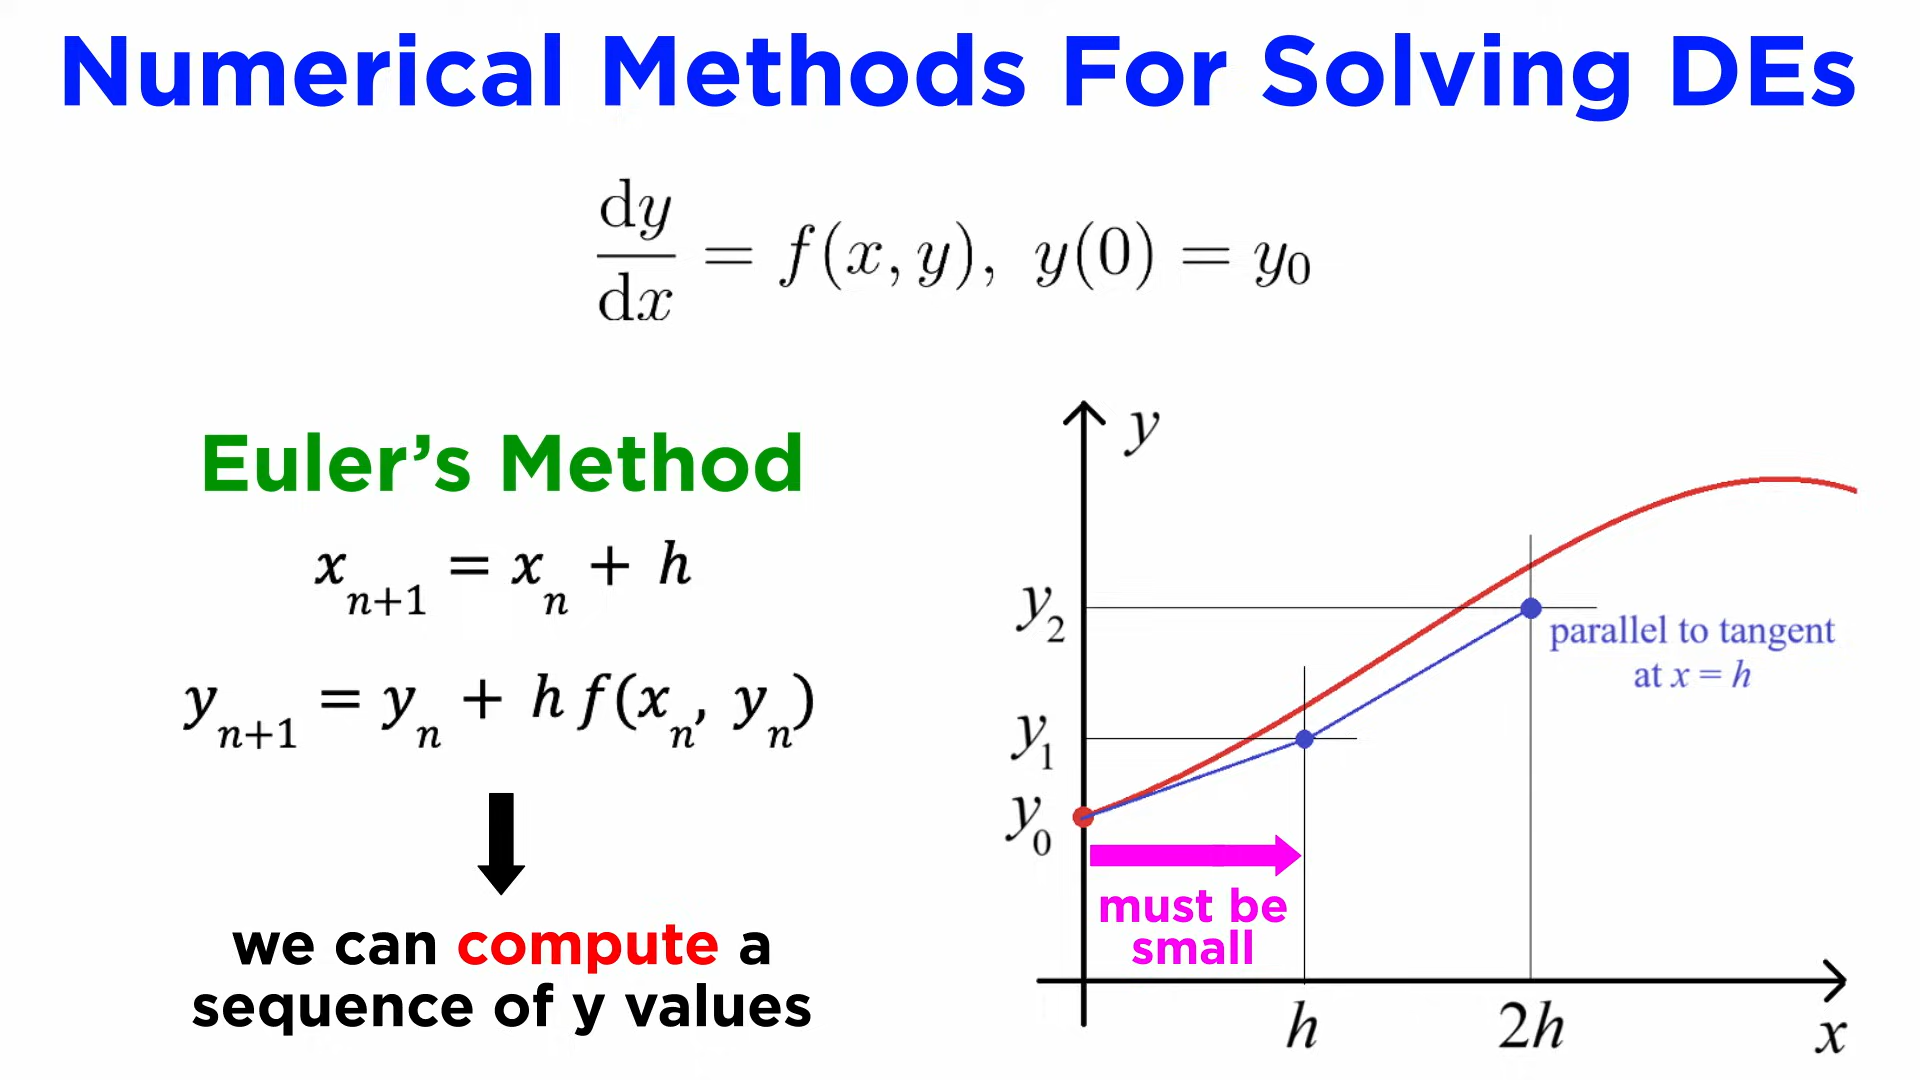 Numerical Methods For Solving DEs
dy/dx = f(x, y), y(0) = y₀
Euler’s Method
xₙ₊₁ = xₙ + h
yₙ₊₁ = yₙ + h f(xₙ, yₙ)
we can compute a
sequence of y values
y
y₂
parallel to tangent
at x = h
y₁
y₀
must be
small
h
2h
x